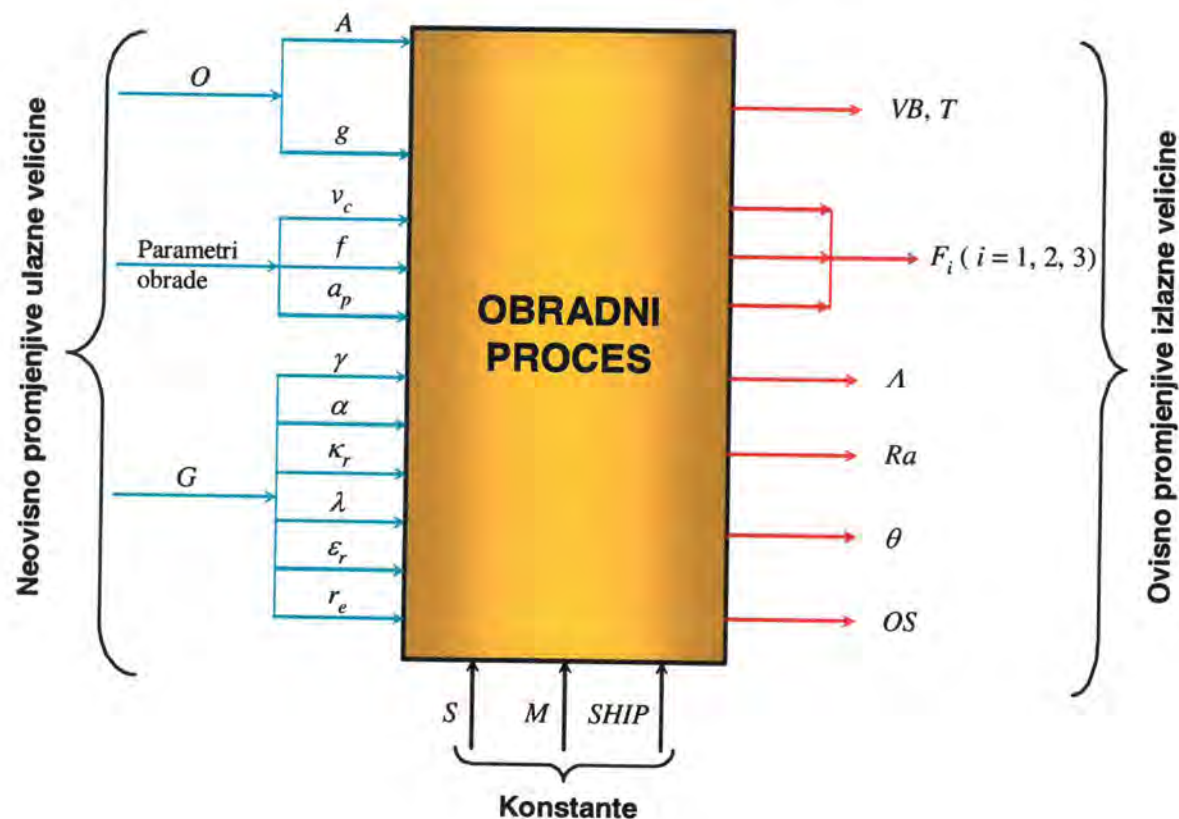 Neovisno promjenjive ulazne velicine
O
A
g
Parametri
obrade
v_c
f
a_p
G
γ
α
κ_r
λ
ε_r
r_e
OBRADNI
PROCES
VB, T
F_i ( i = 1, 2, 3)
Λ
Ra
θ
OS
Ovisno promjenjive izlazne velicine
S
M
SHIP
Konstante